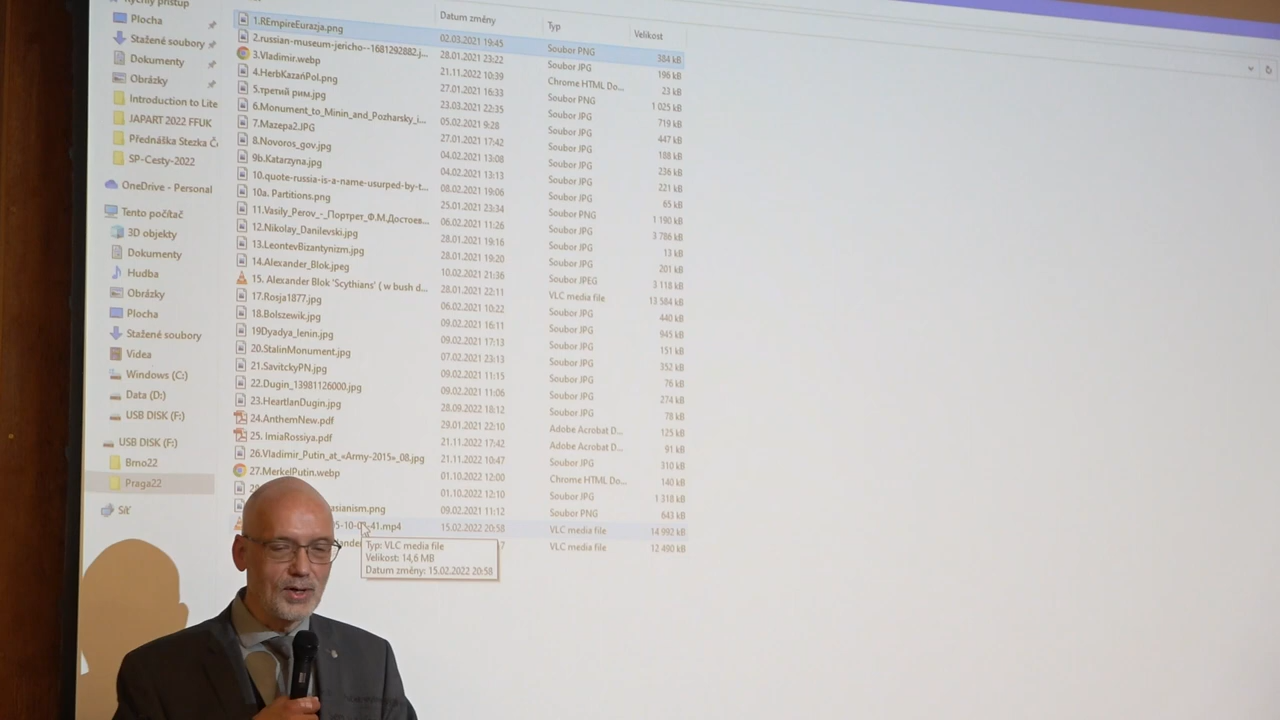 Rychlý přístup
Plocha
Stažené soubory
Dokumenty
Obrázky
Introduction to Lite
JAPART 2022 FFUK
Přednáška Stezka Č
SP-Cesty-2022
OneDrive - Personal
Tento počítač
3D objekty
Dokumenty
Hudba
Obrázky
Plocha
Stažené soubory
Videa
Windows (C:)
Data (D:)
USB DISK (F:)
USB DISK (F:)
Brno22
Praga22
Síť
Datum změny Typ Velikost
1.REmpireEurazja.png 02.03.2021 19:45 Soubor PNG 384 kB
2.russian-museum-jericho--1681292882.j... 28.01.2021 23:22 Soubor JPG 196 kB
3.Vladimir.webp 21.11.2022 10:39 Chrome HTML Do... 23 kB
4.HerbKazańPol.png 27.01.2021 16:33 Soubor PNG 1 025 kB
5.третий рим.jpg 23.03.2021 22:35 Soubor JPG 719 kB
6.Monument_to_Minin_and_Pozharsky_i... 05.02.2021 9:28 Soubor JPG 447 kB
7.Mazepa2.JPG 27.01.2021 17:42 Soubor JPG 188 kB
8.Novoros_gov.jpg 04.02.2021 13:08 Soubor JPG 236 kB
9b.Katarzyna.jpg 04.02.2021 13:13 Soubor JPG 221 kB
10.quote-russia-is-a-name-usurped-by-t... 08.02.2021 19:06 Soubor JPG 65 kB
10a. Partitions.png 25.01.2021 23:34 Soubor PNG 1 190 kB
11.Vasily_Perov_-_Портрет_Ф.М.Достоев... 06.02.2021 11:26 Soubor JPG 3 786 kB
12.Nikolay_Danilevski.jpg 28.01.2021 19:16 Soubor JPG 13 kB
13.LeontevBizantynizm.jpg 28.01.2021 19:20 Soubor JPG 201 kB
14.Alexander_Blok.jpeg 10.02.2021 21:36 Soubor JPEG 3 118 kB
15. Alexander Blok 'Scythians' ( w bush d... 28.01.2021 22:11 VLC media file 13 584 kB
17.Rosja1877.jpg 06.02.2021 10:22 Soubor JPG 440 kB
18.Bolszewik.jpg 09.02.2021 16:11 Soubor JPG 945 kB
19Dyadya_lenin.jpg 09.02.2021 17:13 Soubor JPG 151 kB
20.StalinMonument.jpg 07.02.2021 23:13 Soubor JPG 352 kB
21.SavitckyPN.jpg 09.02.2021 11:15 Soubor JPG 76 kB
22.Dugin_13981126000.jpg 09.02.2021 11:06 Soubor JPG 274 kB
23.HeartlanDugin.jpg 28.09.2022 18:12 Soubor JPG 78 kB
24.AnthemNew.pdf 29.01.2021 22:10 Adobe Acrobat D... 125 kB
25. ImiaRossiya.pdf 21.11.2022 17:42 Adobe Acrobat D... 91 kB
26.Vladimir_Putin_at_«Army-2015»_08.jpg 21.11.2022 10:47 Soubor JPG 310 kB
27.MerkelPutin.webp 01.10.2022 12:00 Chrome HTML Do... 140 kB
01.10.2022 12:10 Soubor JPG 1 318 kB
asianism.png 09.02.2021 11:12 Soubor PNG 643 kB
41.mp4 15.02.2022 20:58 VLC media file 14 992 kB
VLC media file 12 490 kB
Typ: VLC media file
Velikost: 14,6 MB
Datum změny: 15.02.2022 20:58